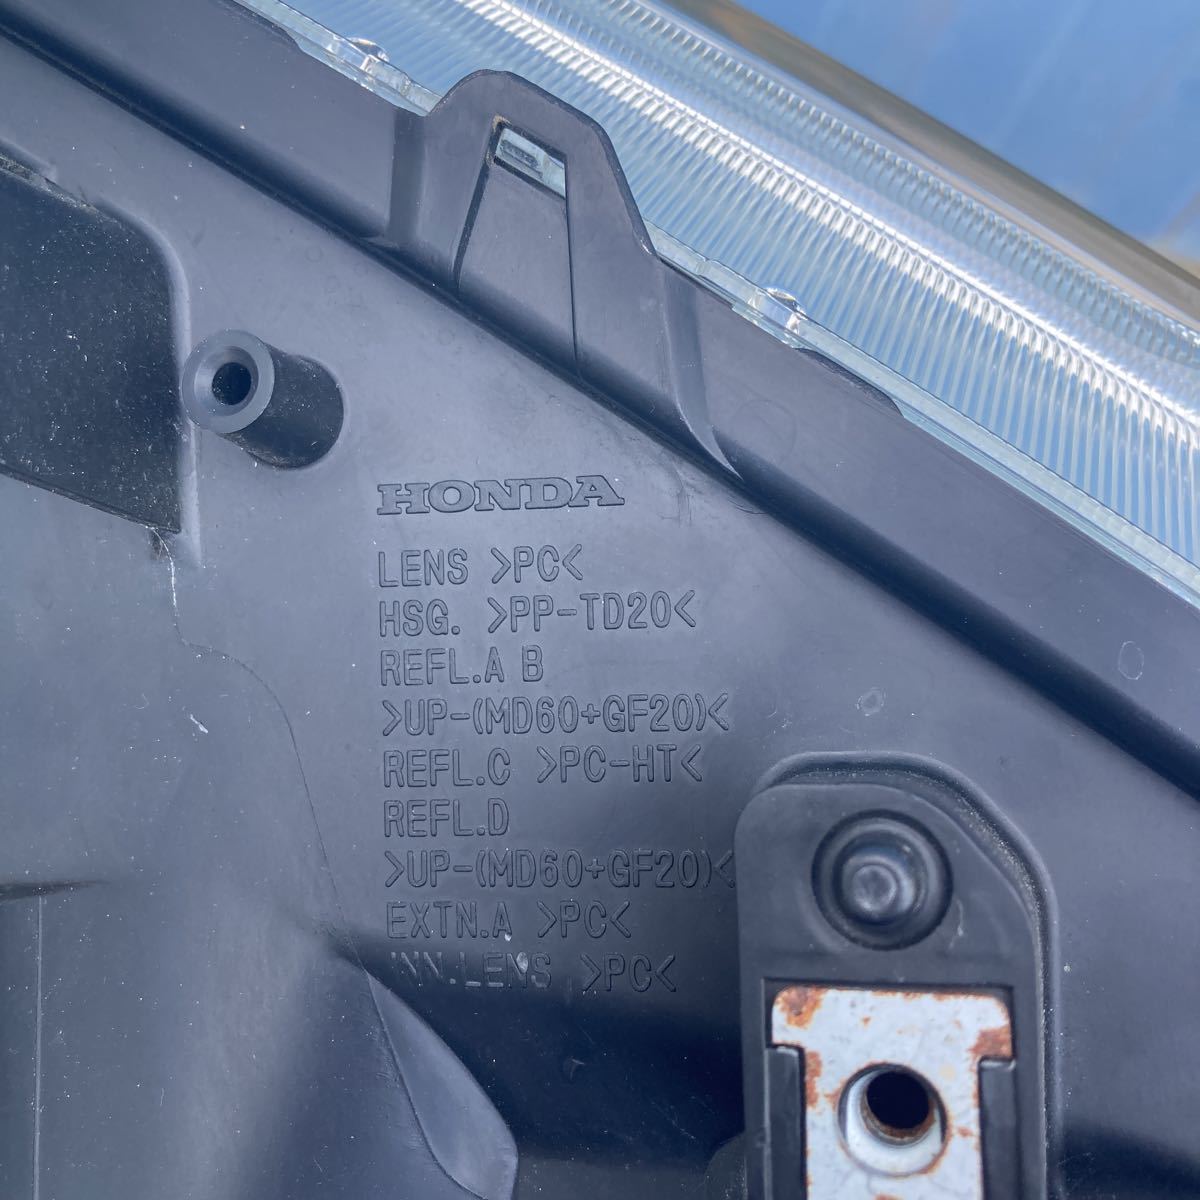 HONDA
LENS >PC<
HSG. >PP-TD20<
REFL.A B
>UP-(MD60+GF20)<
REFL.C >PC-HT<
REFL.D
>UP-(MD60+GF20)<
EXTN.A >PC<
INN.LENS >PC<